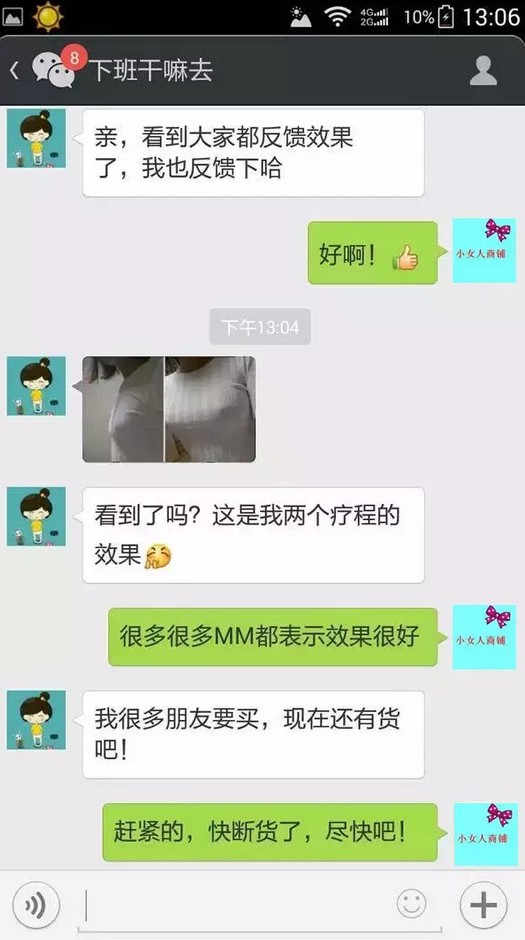 4G
2G
10%
13:06
8
下班干嘛去
亲，看到大家都反馈效果
了，我也反馈下哈
好啊！
小女人商铺
下午13:04
看到了吗？这是我两个疗程的
效果
很多很多MM都表示效果很好
小女人商铺
我很多朋友要买，现在还有货
吧！
赶紧的，快断货了，尽快吧！
小女人商铺